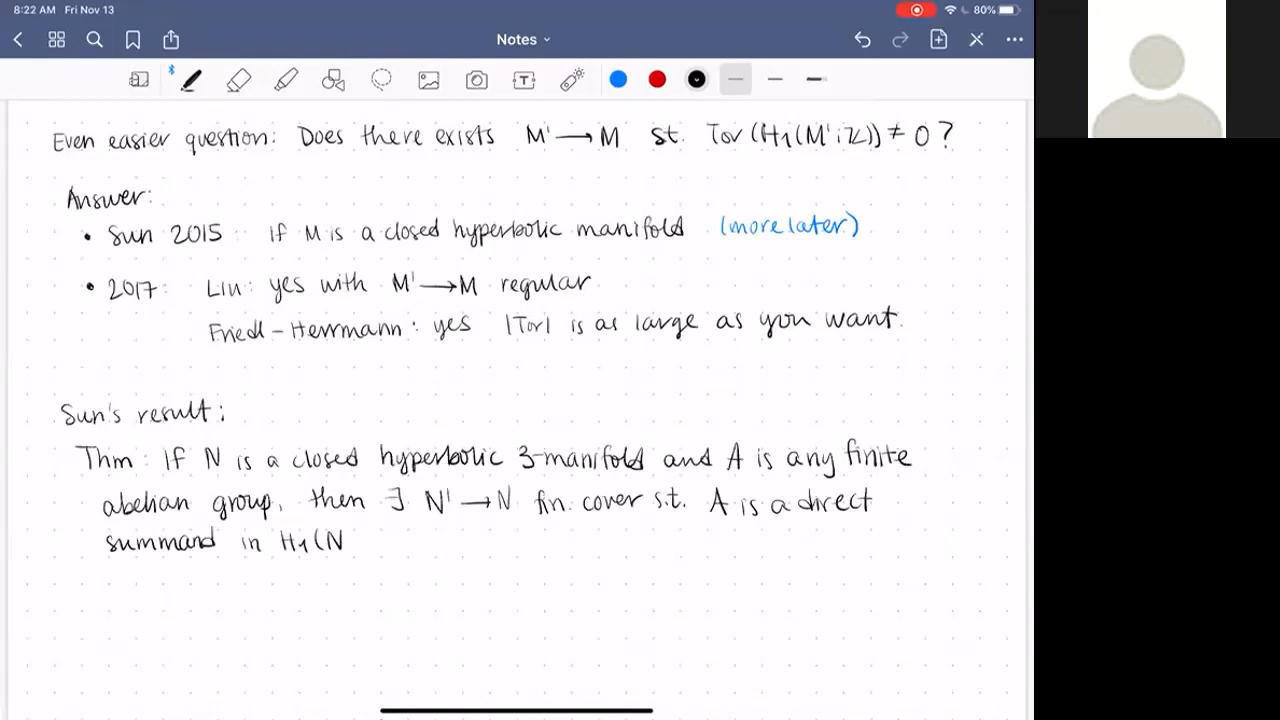 8:22 AM Fri Nov 13
80%
Notes
Even easier question: Does there exists M' → M st. Tor (H₁(M';ℤ)) ≠ 0 ?
Answer:
• Sun 2015: if M is a closed hyperbolic manifold (more later)
• 2017: Liu: yes with M' → M regular
Friedl-Herrmann: yes |Tor| is as large as you want.
Sun's result:
Thm: If N is a closed hyperbolic 3-manifold and A is any finite
abelian group, then ∃ N' → N fin. cover s.t. A is a direct
summand in H₁(N